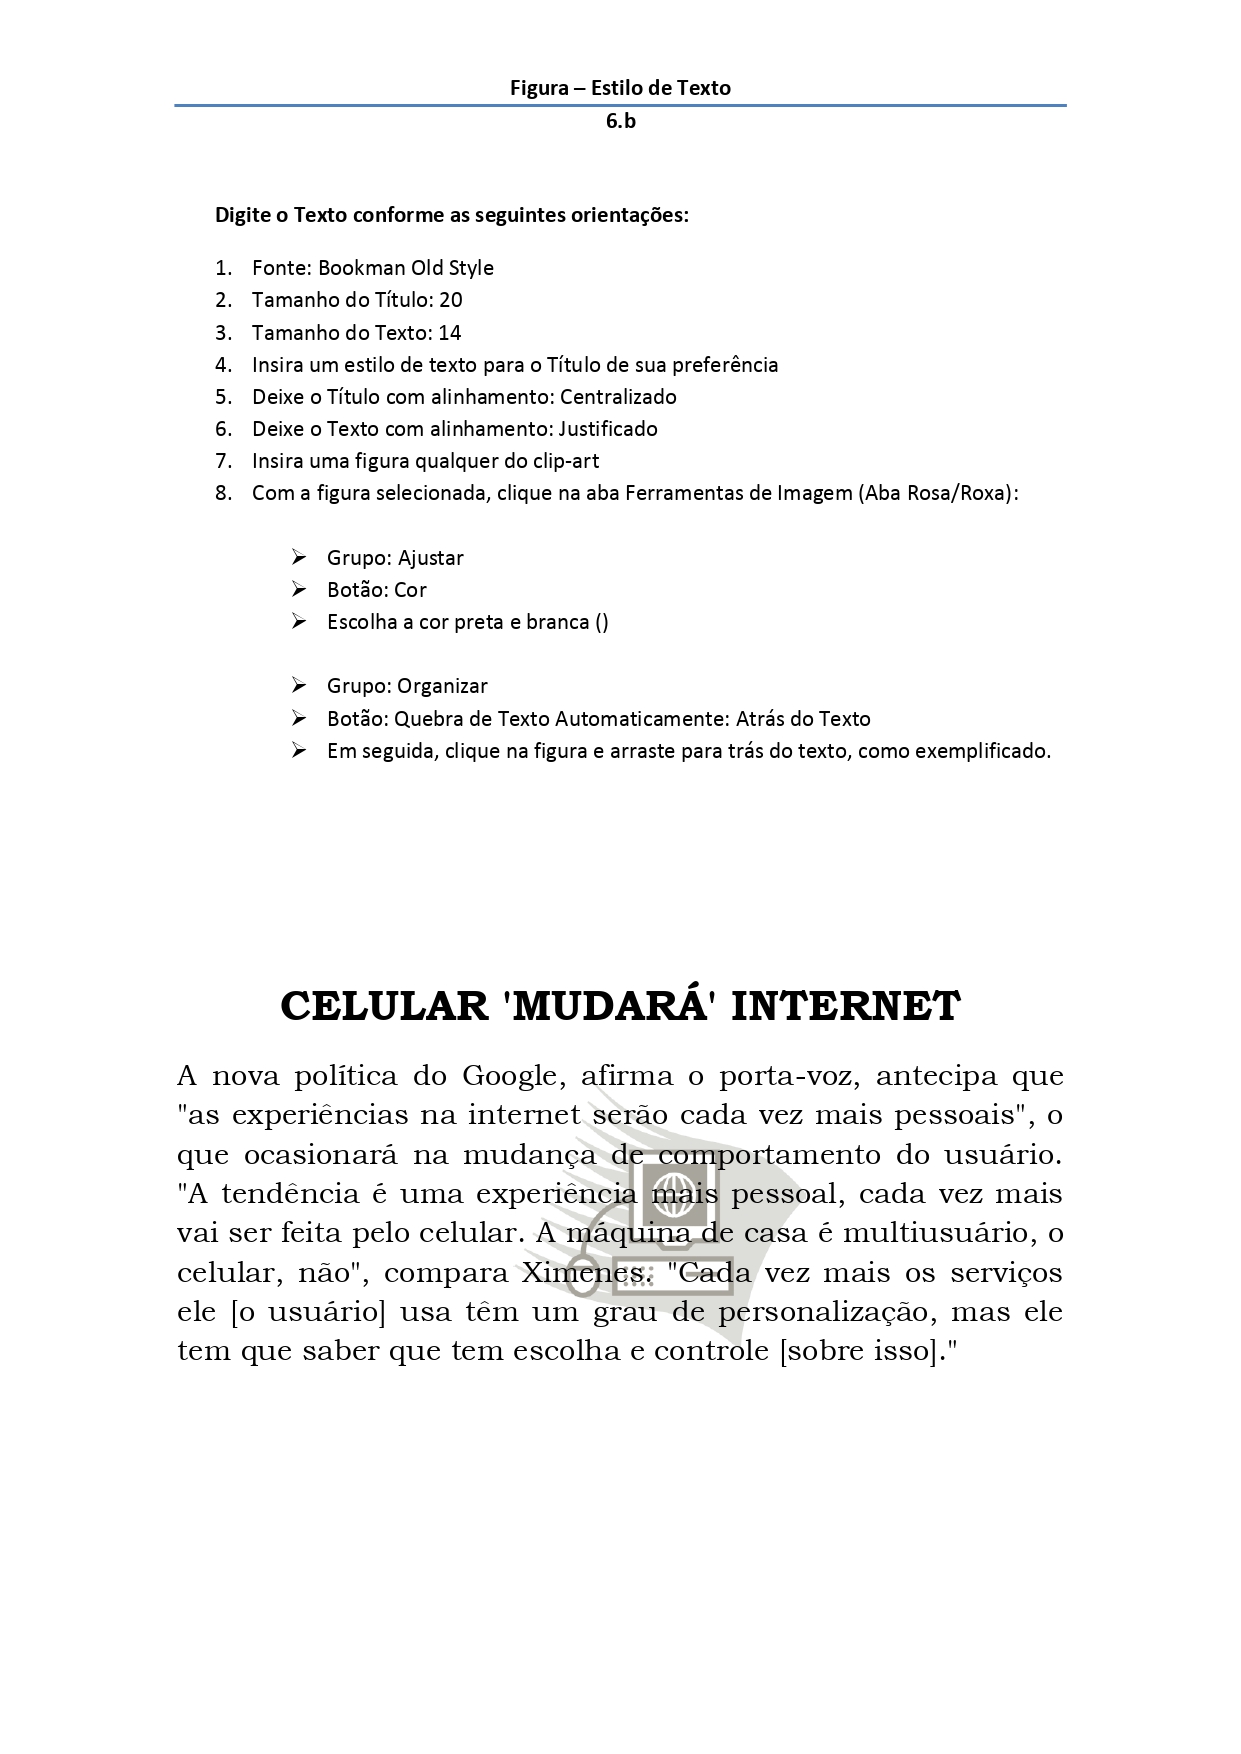 Figura – Estilo de Texto
6.b
Digite o Texto conforme as seguintes orientações:
1. Fonte: Bookman Old Style
2. Tamanho do Título: 20
3. Tamanho do Texto: 14
4. Insira um estilo de texto para o Título de sua preferência
5. Deixe o Título com alinhamento: Centralizado
6. Deixe o Texto com alinhamento: Justificado
7. Insira uma figura qualquer do clip-art
8. Com a figura selecionada, clique na aba Ferramentas de Imagem (Aba Rosa/Roxa):
➢ Grupo: Ajustar
➢ Botão: Cor
➢ Escolha a cor preta e branca ()
➢ Grupo: Organizar
➢ Botão: Quebra de Texto Automaticamente: Atrás do Texto
➢ Em seguida, clique na figura e arraste para trás do texto, como exemplificado.
CELULAR 'MUDARÁ' INTERNET
A nova política do Google, afirma o porta-voz, antecipa que
"as experiências na internet serão cada vez mais pessoais", o
que ocasionará na mudança de comportamento do usuário.
"A tendência é uma experiência mais pessoal, cada vez mais
vai ser feita pelo celular. A máquina de casa é multiusuário, o
celular, não", compara Ximenes. "Cada vez mais os serviços
ele [o usuário] usa têm um grau de personalização, mas ele
tem que saber que tem escolha e controle [sobre isso]."